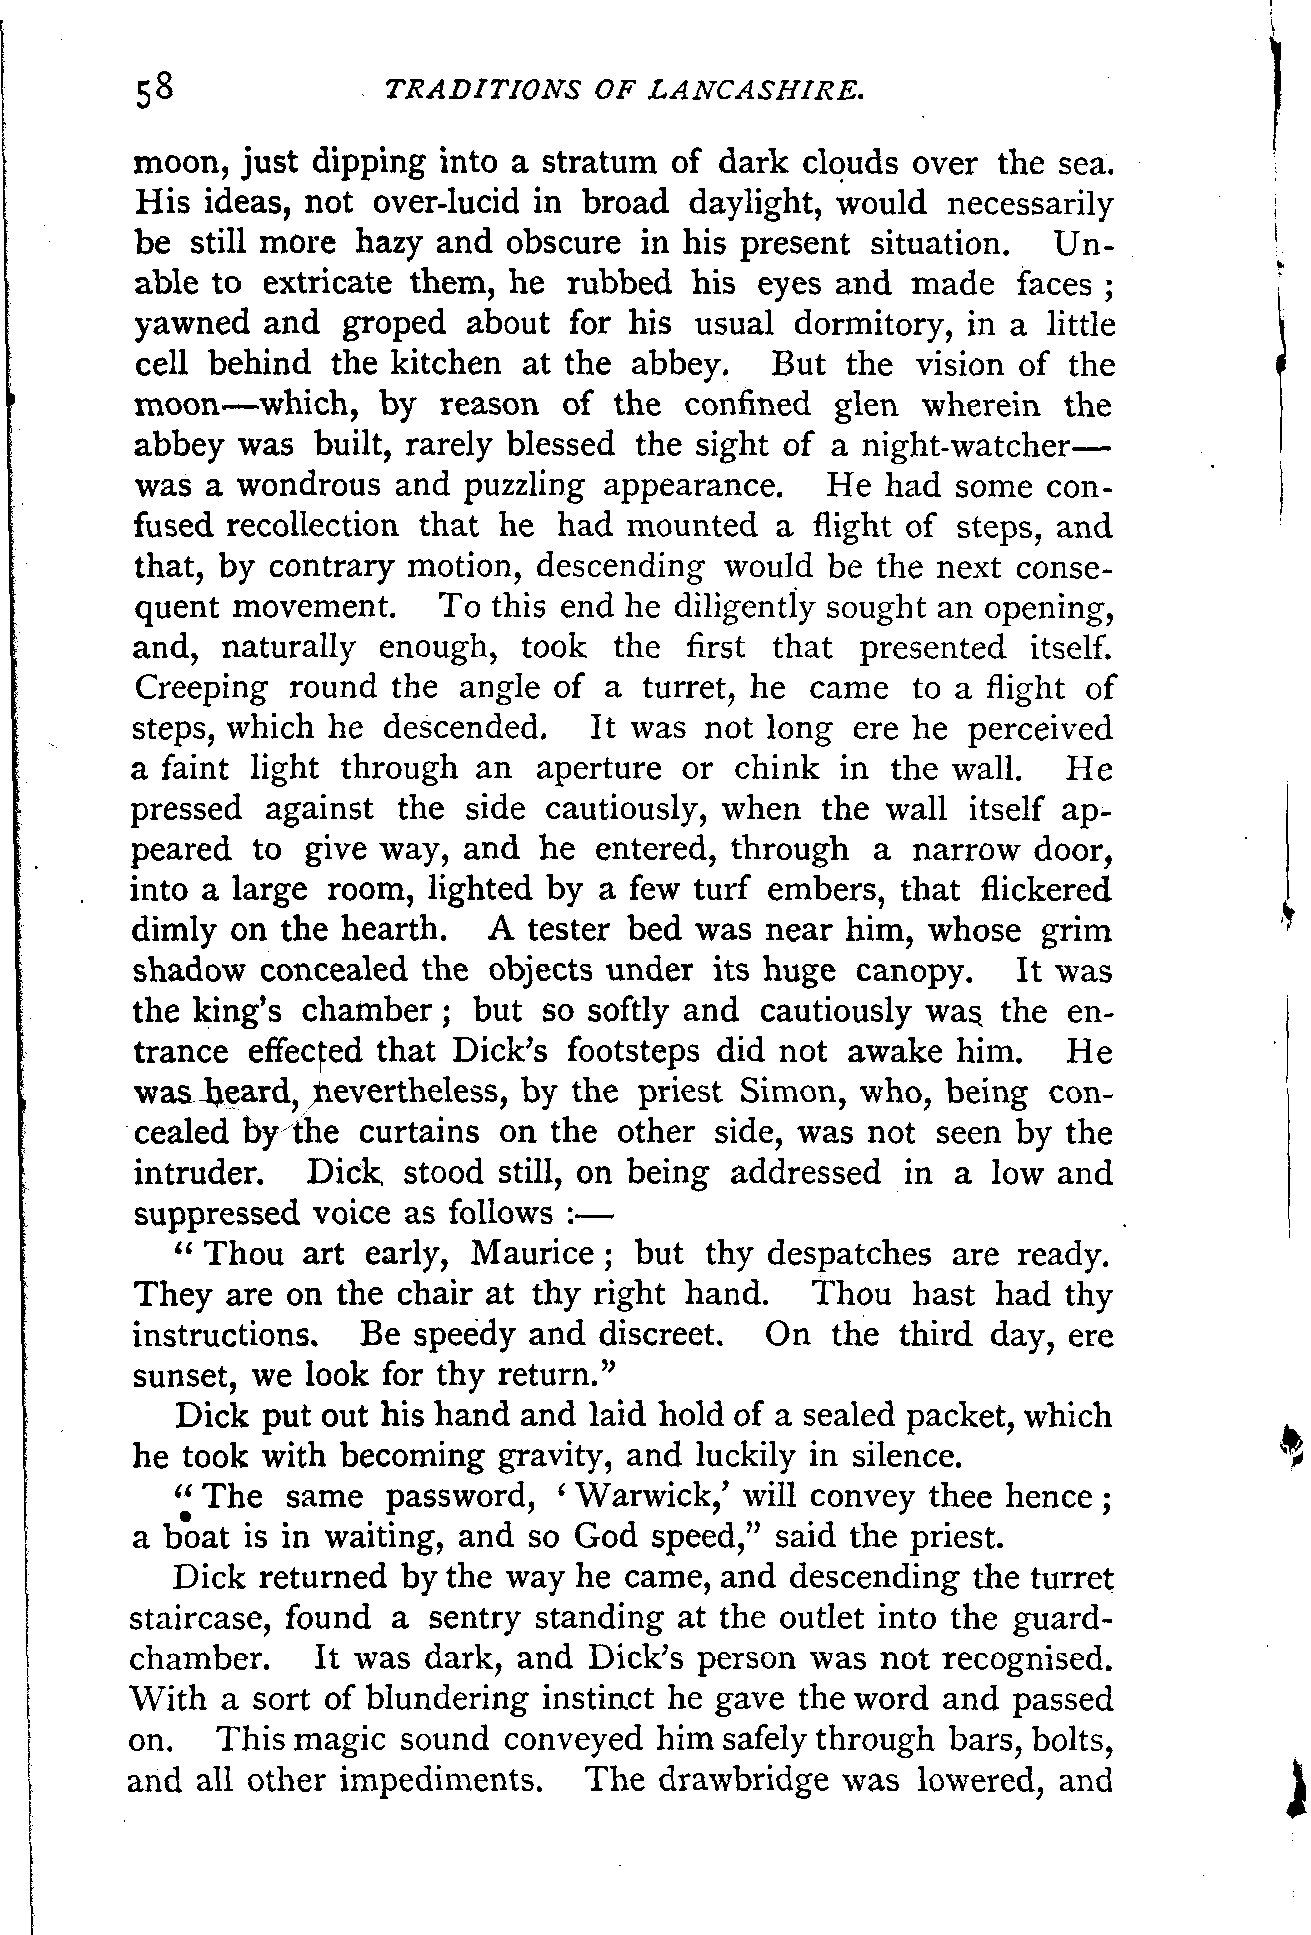 58 TRADITIONS OF LANCASHIRE.
moon, just dipping into a stratum of dark clouds over the sea.
His ideas, not over-lucid in broad daylight, would necessarily
be still more hazy and obscure in his present situation. Un-
able to extricate them, he rubbed his eyes and made faces ;
yawned and groped about for his usual dormitory, in a little
cell behind the kitchen at the abbey. But the vision of the
moon—which, by reason of the confined glen wherein the
abbey was built, rarely blessed the sight of a night-watcher—
was a wondrous and puzzling appearance. He had some con-
fused recollection that he had mounted a flight of steps, and
that, by contrary motion, descending would be the next conse-
quent movement. To this end he diligently sought an opening,
and, naturally enough, took the first that presented itself.
Creeping round the angle of a turret, he came to a flight of
steps, which he descended. It was not long ere he perceived
a faint light through an aperture or chink in the wall. He
pressed against the side cautiously, when the wall itself ap-
peared to give way, and he entered, through a narrow door,
into a large room, lighted by a few turf embers, that flickered
dimly on the hearth. A tester bed was near him, whose grim
shadow concealed the objects under its huge canopy. It was
the king's chamber ; but so softly and cautiously was the en-
trance effected that Dick's footsteps did not awake him. He
was heard, nevertheless, by the priest Simon, who, being con-
cealed by the curtains on the other side, was not seen by the
intruder. Dick stood still, on being addressed in a low and
suppressed voice as follows :—
“ Thou art early, Maurice ; but thy despatches are ready.
They are on the chair at thy right hand. Thou hast had thy
instructions. Be speedy and discreet. On the third day, ere
sunset, we look for thy return.”
Dick put out his hand and laid hold of a sealed packet, which
he took with becoming gravity, and luckily in silence.
“ The same password, ‘ Warwick,’ will convey thee hence ;
a boat is in waiting, and so God speed,” said the priest.
Dick returned by the way he came, and descending the turret
staircase, found a sentry standing at the outlet into the guard-
chamber. It was dark, and Dick's person was not recognised.
With a sort of blundering instinct he gave the word and passed
on. This magic sound conveyed him safely through bars, bolts,
and all other impediments. The drawbridge was lowered, and